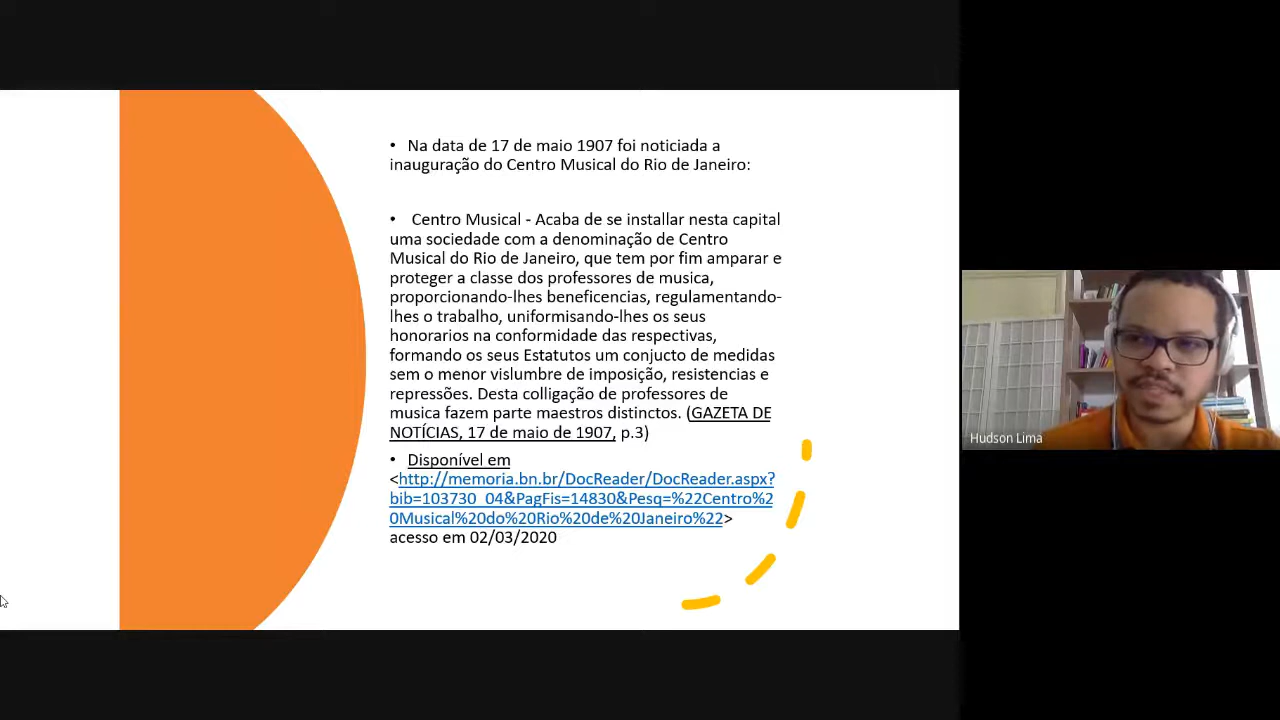 • Na data de 17 de maio 1907 foi noticiada a
inauguração do Centro Musical do Rio de Janeiro:
• Centro Musical - Acaba de se installar nesta capital
uma sociedade com a denominação de Centro
Musical do Rio de Janeiro, que tem por fim amparar e
proteger a classe dos professores de musica,
proporcionando-lhes beneficencias, regulamentando-
lhes o trabalho, uniformisando-lhes os seus
honorarios na conformidade das respectivas,
formando os seus Estatutos um conjucto de medidas
sem o menor vislumbre de imposição, resistencias e
repressões. Desta colligação de professores de
musica fazem parte maestros distinctos. (GAZETA DE
NOTÍCIAS, 17 de maio de 1907, p.3)
• Disponível em
<http://memoria.bn.br/DocReader/DocReader.aspx?
bib=103730_04&PagFis=14830&Pesq=%22Centro%2
0Musical%20do%20Rio%20de%20Janeiro%22>
acesso em 02/03/2020
Hudson Lima